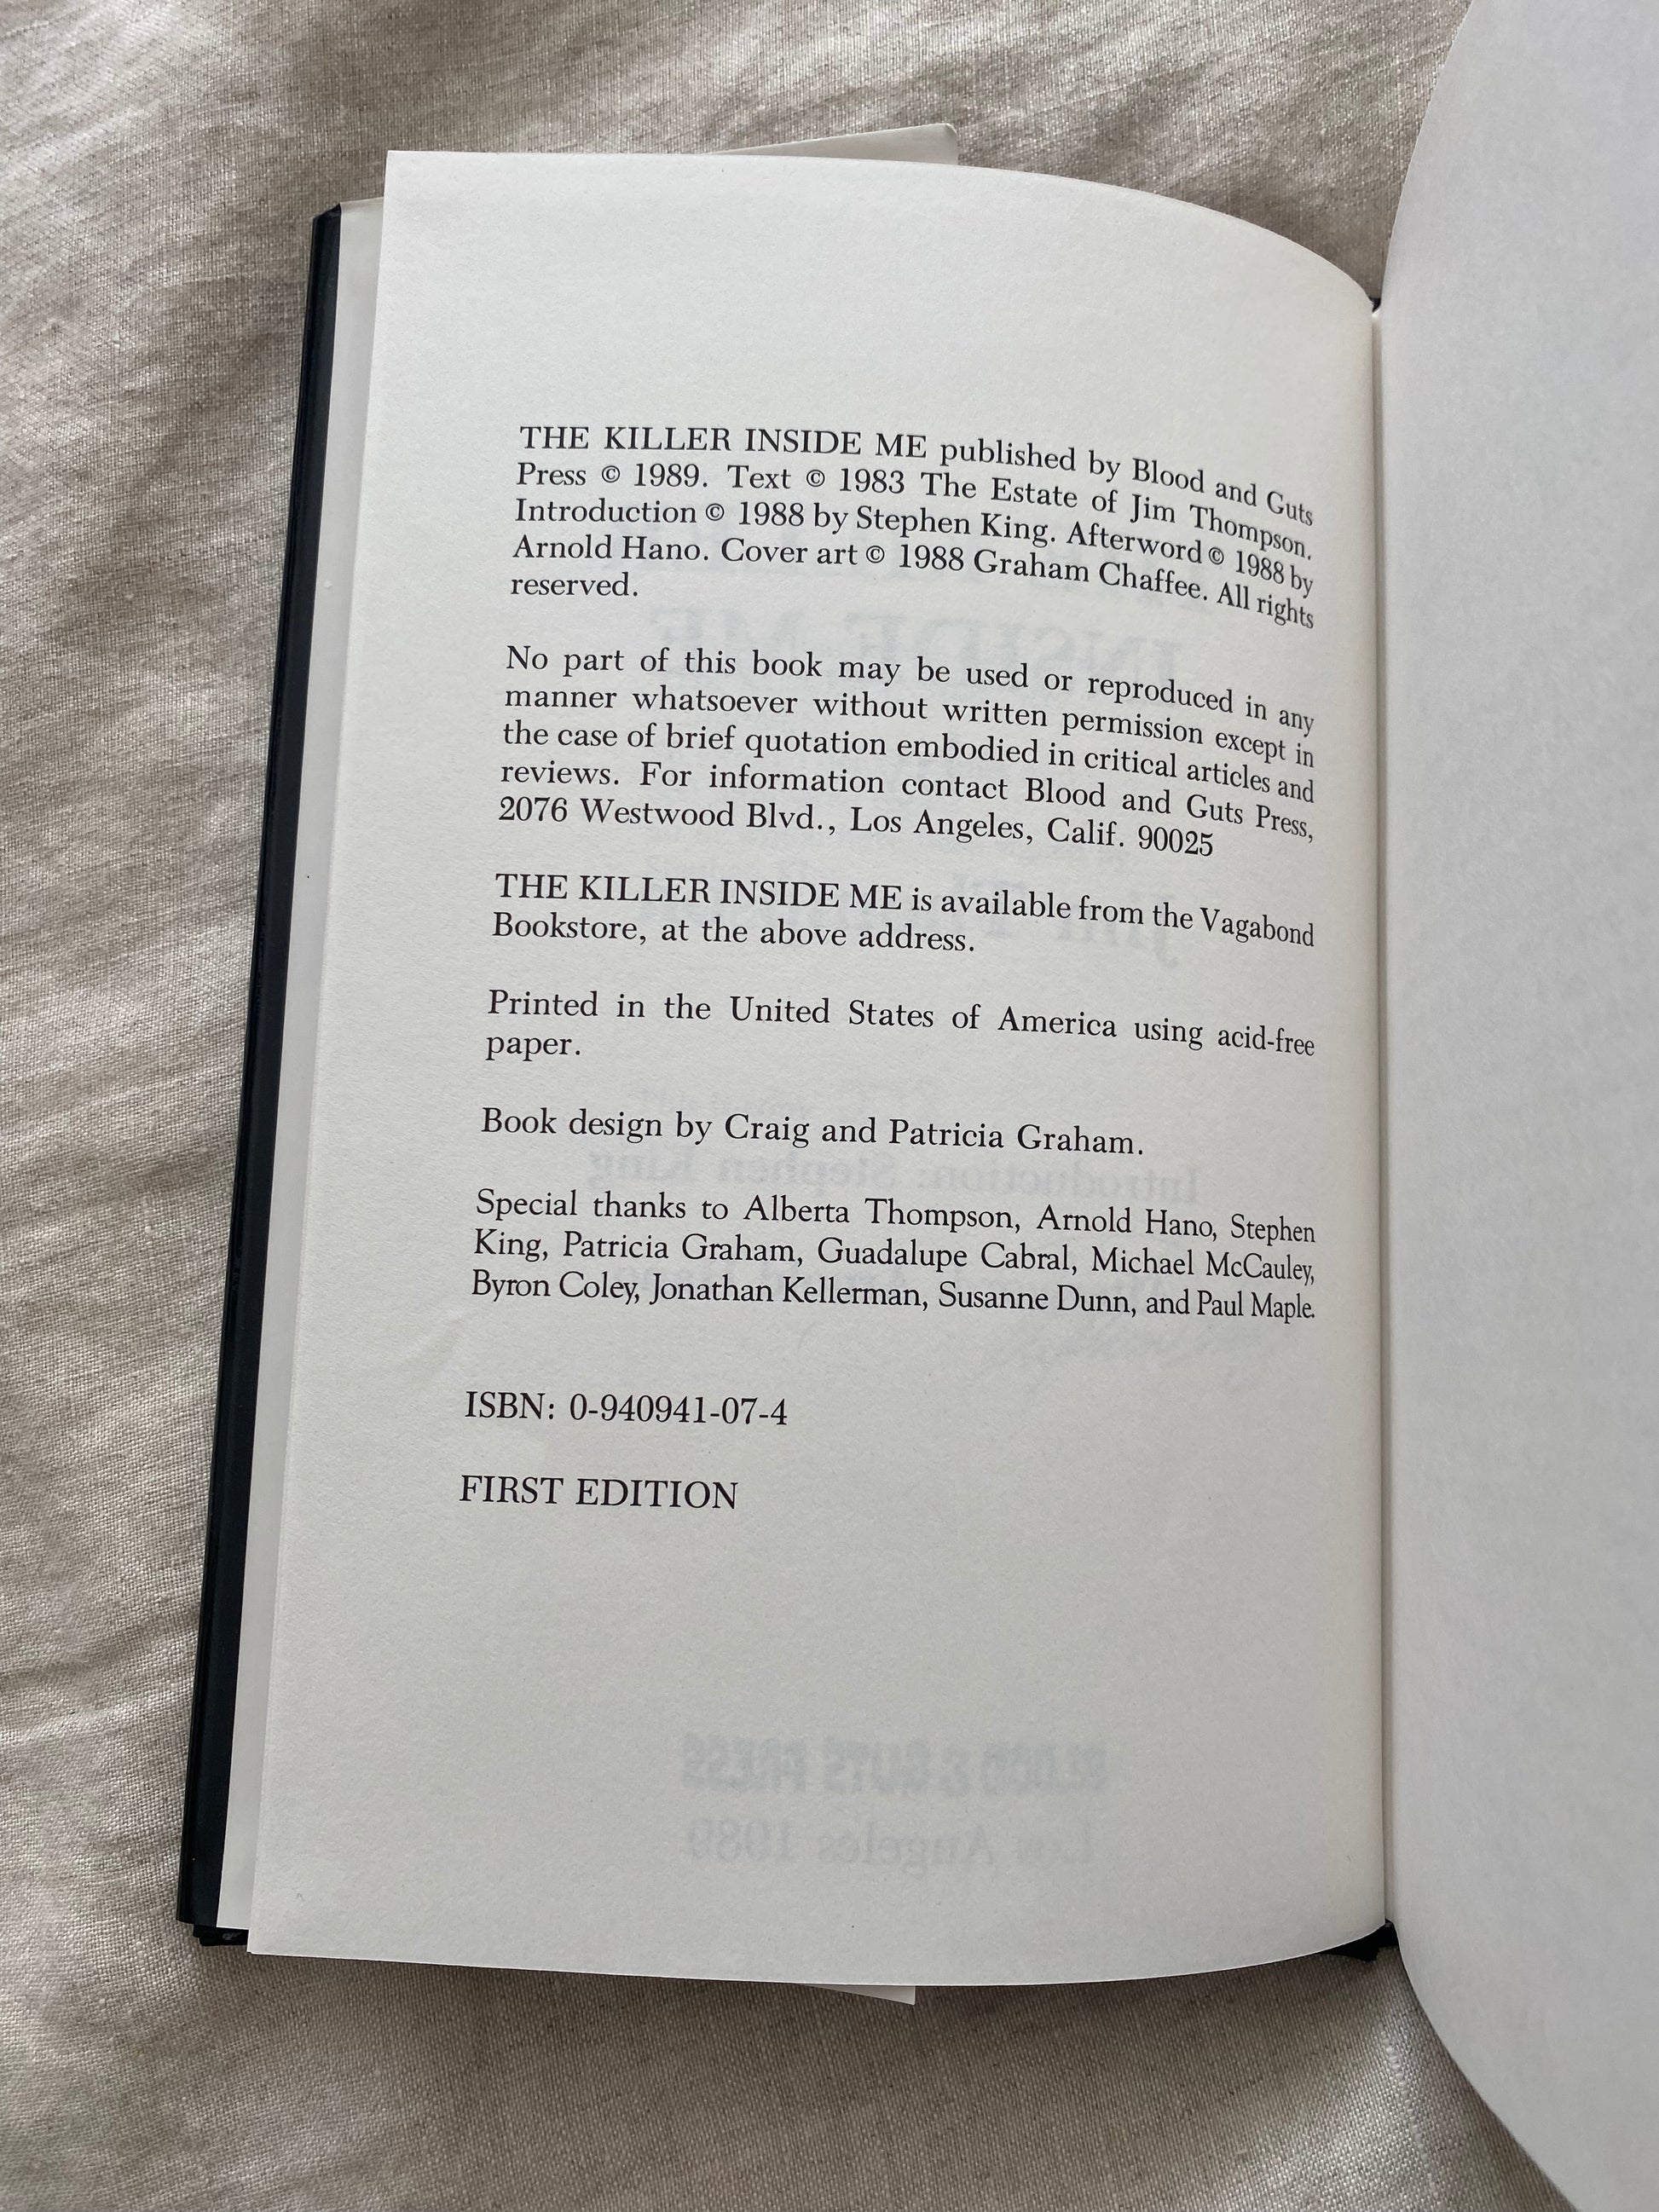 THE KILLER INSIDE ME published by Blood and Guts
Press © 1989. Text © 1983 The Estate of Jim Thompson.
Introduction © 1988 by Stephen King. Afterword © 1988 by
Arnold Hano. Cover art © 1988 Graham Chaffee. All rights
reserved.
No part of this book may be used or reproduced in any
manner whatsoever without written permission except in
the case of brief quotation embodied in critical articles and
reviews. For information contact Blood and Guts Press,
2076 Westwood Blvd., Los Angeles, Calif. 90025
THE KILLER INSIDE ME is available from the Vagabond
Bookstore, at the above address.
Printed in the United States of America using acid-free
paper.
Book design by Craig and Patricia Graham.
Special thanks to Alberta Thompson, Arnold Hano, Stephen
King, Patricia Graham, Guadalupe Cabral, Michael McCauley,
Byron Coley, Jonathan Kellerman, Susanne Dunn, and Paul Maple.
ISBN: 0-940941-07-4
FIRST EDITION